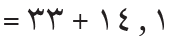 = ٣٣ + ١٤ , ١